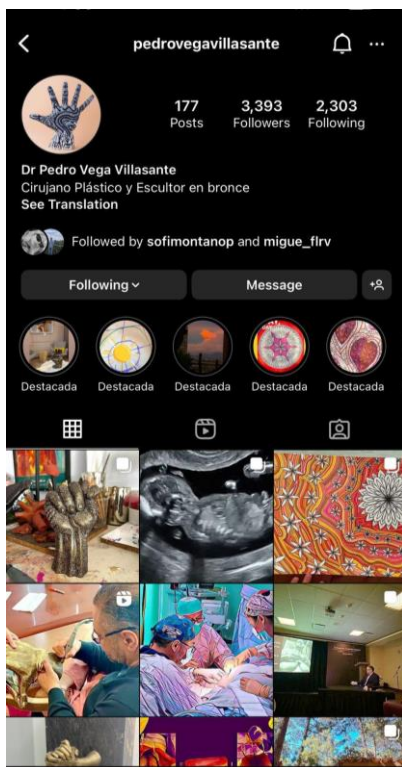 pedrovegavillasante
177 3,393 2,303
Posts Followers Following
Dr Pedro Vega Villasante
Cirujano Plástico y Escultor en bronce
See Translation
Followed by sofimontanop and migue_flrv
Following Message
Destacada Destacada Destacada Destacada Destacada